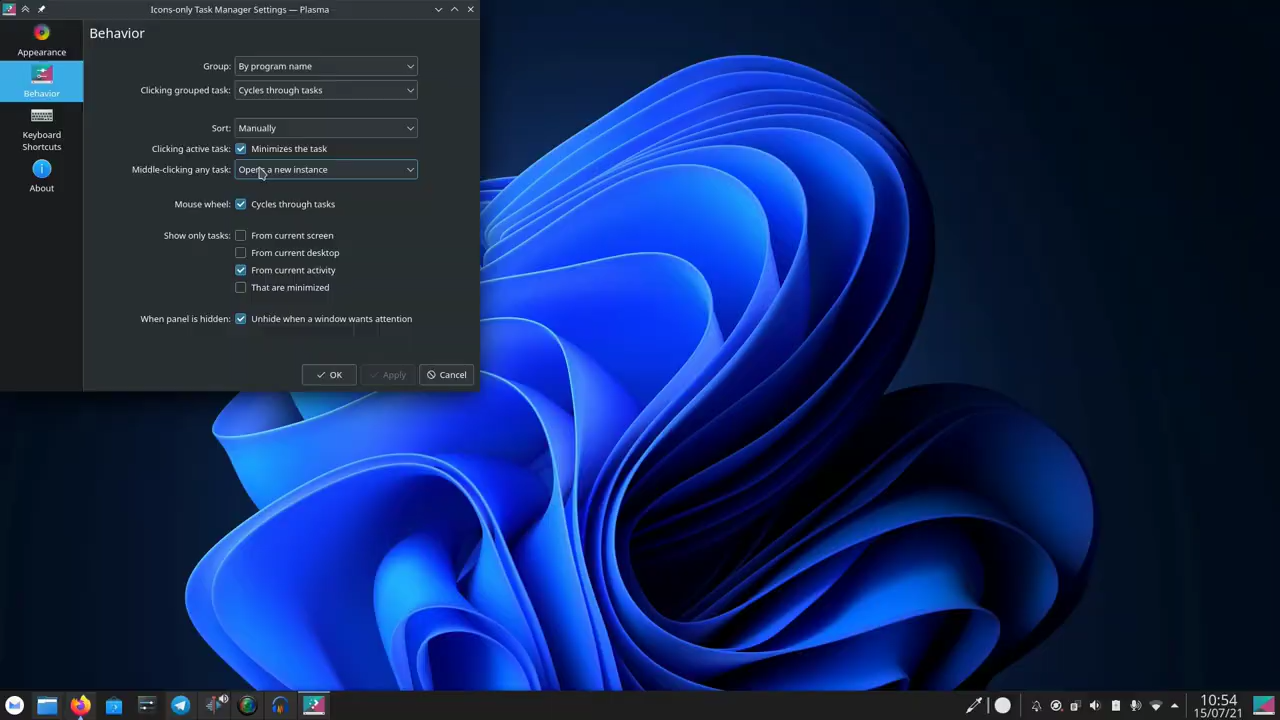 Icons-only Task Manager Settings — Plasma
Appearance
Behavior
Keyboard
Shortcuts
About
Behavior
Group: By program name
Clicking grouped task: Cycles through tasks
Sort: Manually
Clicking active task: Minimizes the task
Middle-clicking any task: Opens a new instance
Mouse wheel: Cycles through tasks
Show only tasks: From current screen
From current desktop
From current activity
That are minimized
When panel is hidden: Unhide when a window wants attention
OK
Apply
Cancel
10:54
15/07/21